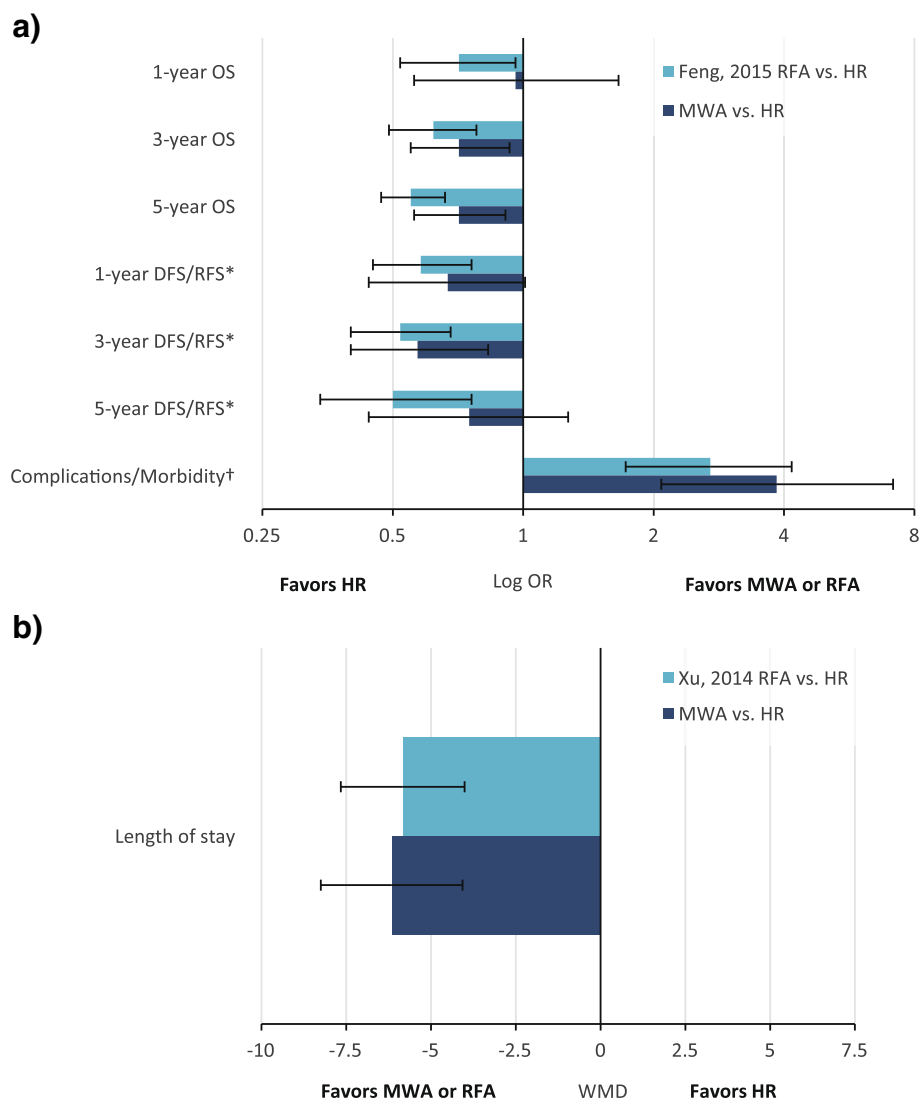 a)
1-year OS
3-year OS
5-year OS
1-year DFS/RFS*
3-year DFS/RFS*
5-year DFS/RFS*
Complications/Morbidity†
Feng, 2015 RFA vs. HR
MWA vs. HR
0.25 0.5 1 2 4 8
Favors HR Log OR Favors MWA or RFA
b)
Xu, 2014 RFA vs. HR
MWA vs. HR
Length of stay
-10 -7.5 -5 -2.5 0 2.5 5 7.5
Favors MWA or RFA WMD Favors HR